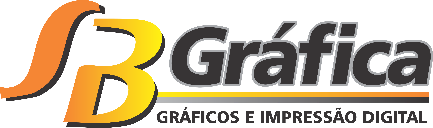 SB Gráfica
GRÁFICOS E IMPRESSÃO DIGITAL